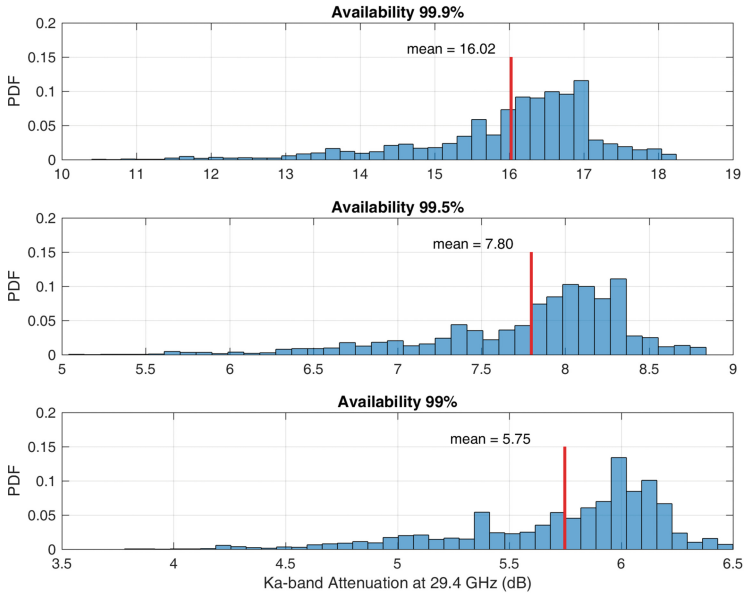 Availability 99.9%
0.2
0.15
0.1
0.05
0
PDF
mean = 16.02
10 11 12 13 14 15 16 17 18 19
Availability 99.5%
0.2
0.15
0.1
0.05
0
PDF
mean = 7.80
5 5.5 6 6.5 7 7.5 8 8.5 9
Availability 99%
0.2
0.15
0.1
0.05
0
PDF
mean = 5.75
3.5 4 4.5 5 5.5 6 6.5
Ka-band Attenuation at 29.4 GHz (dB)